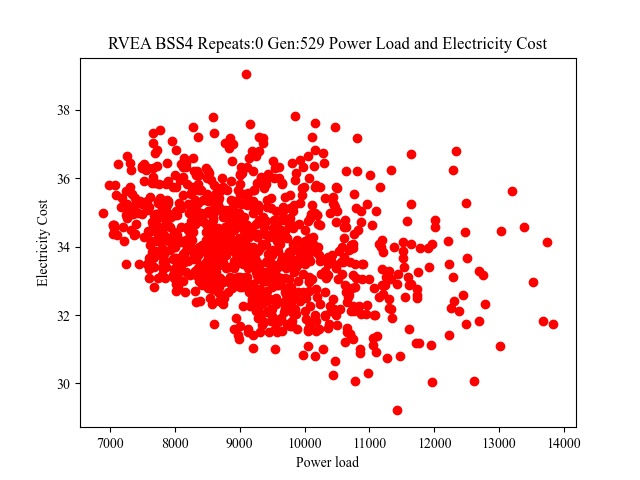 RVEA BSS4 Repeats:0 Gen:529 Power Load and Electricity Cost
38
36
34
32
30
Electricity Cost
7000 8000 9000 10000 11000 12000 13000 14000
Power load